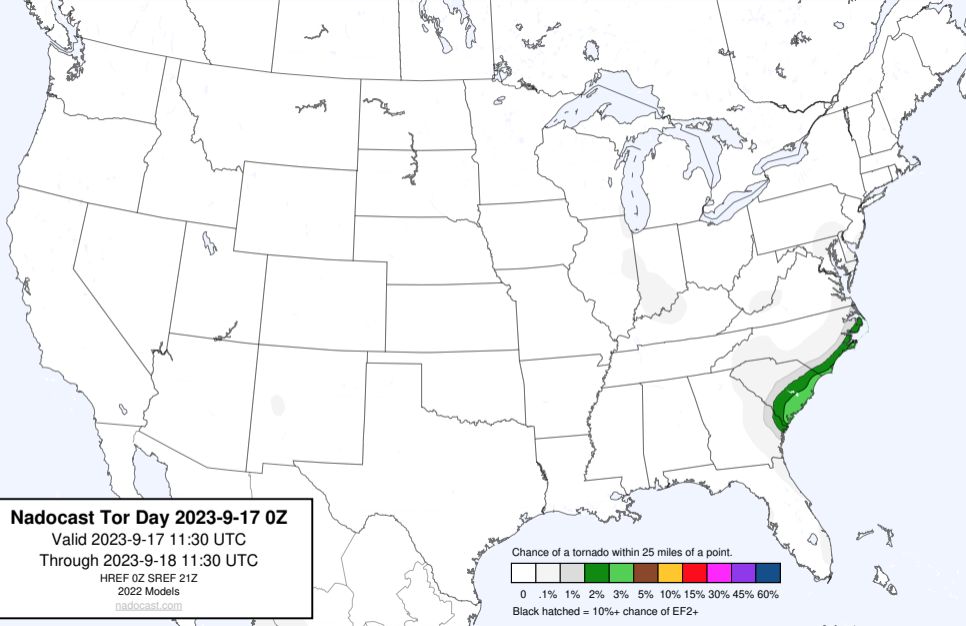 Nadocast Tor Day 2023-9-17 0Z
Valid 2023-9-17 11:30 UTC
Through 2023-9-18 11:30 UTC
HREF 0Z SREF 21Z
2022 Models
nadocast.com
Chance of a tornado within 25 miles of a point.
0 .1% 1% 2% 3% 5% 10% 15% 30% 45% 60%
Black hatched = 10%+ chance of EF2+